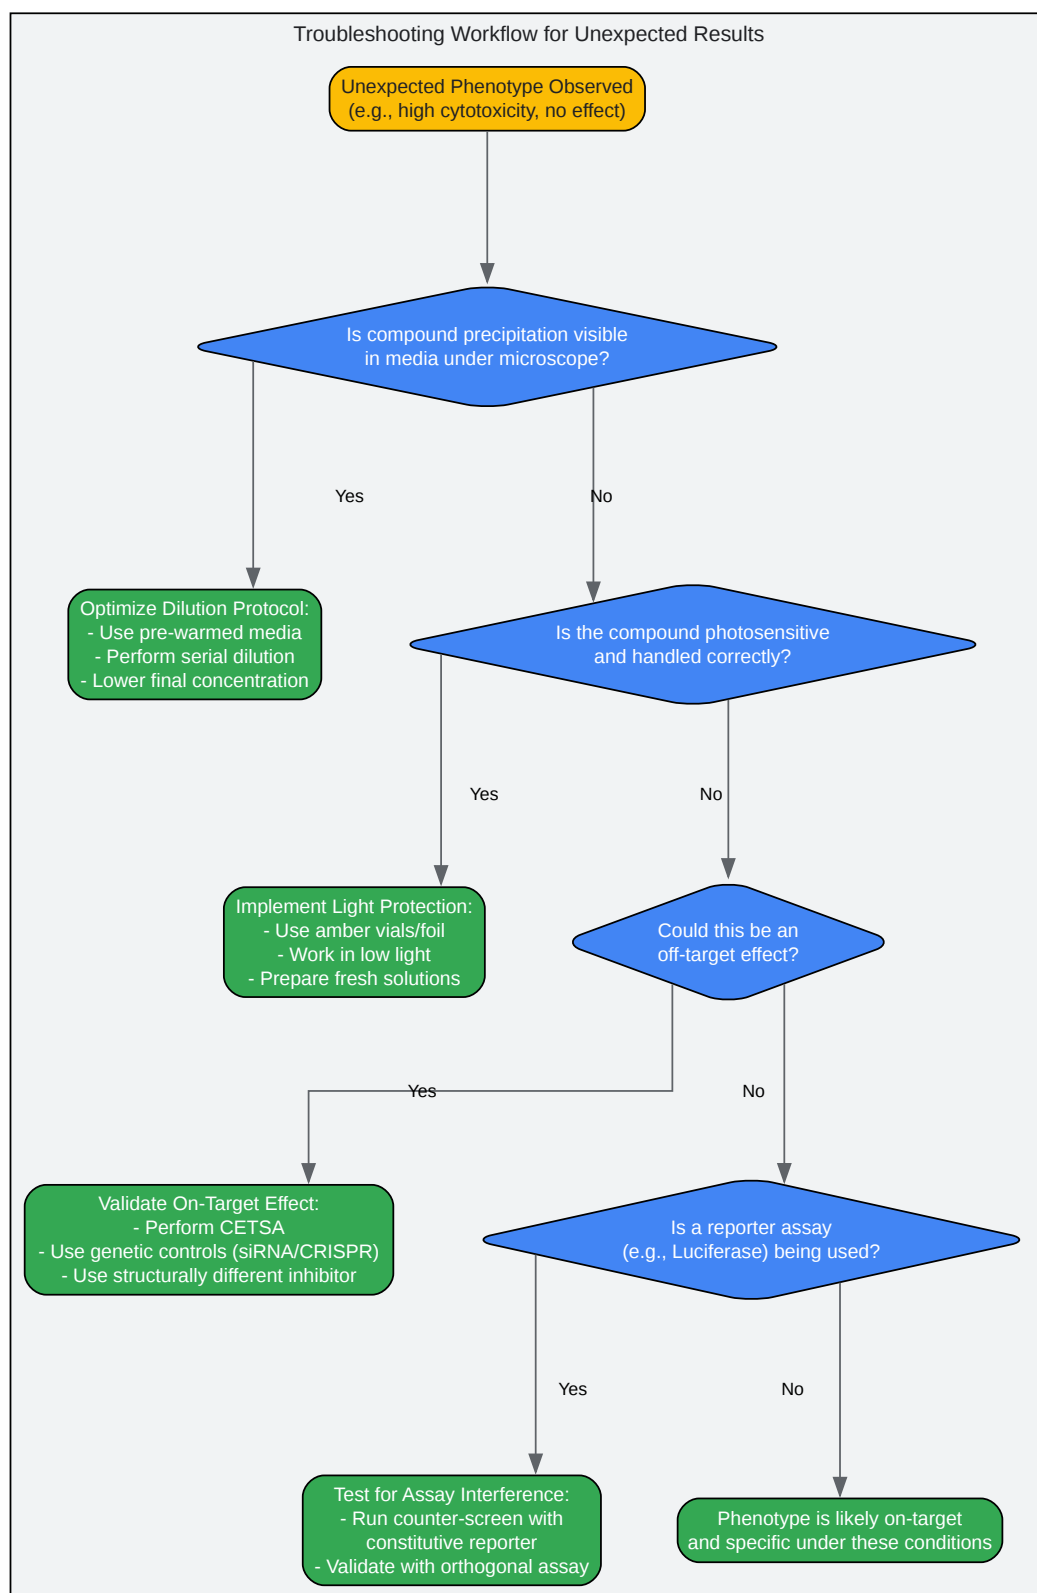 Troubleshooting Workflow for Unexpected Results
Unexpected Phenotype Observed
(e.g., high cytotoxicity, no effect)
Is compound precipitation visible
in media under microscope?
Yes
No
Optimize Dilution Protocol:
- Use pre-warmed media
- Perform serial dilution
- Lower final concentration
Is the compound photosensitive
and handled correctly?
Yes
No
Implement Light Protection:
- Use amber vials/foil
- Work in low light
- Prepare fresh solutions
Could this be an
off-target effect?
Yes
No
Validate On-Target Effect:
- Perform CETSA
- Use genetic controls (siRNA/CRISPR)
- Use structurally different inhibitor
Is a reporter assay
(e.g., Luciferase) being used?
Yes
No
Test for Assay Interference:
- Run counter-screen with
constitutive reporter
- Validate with orthogonal assay
Phenotype is likely on-target
and specific under these conditions